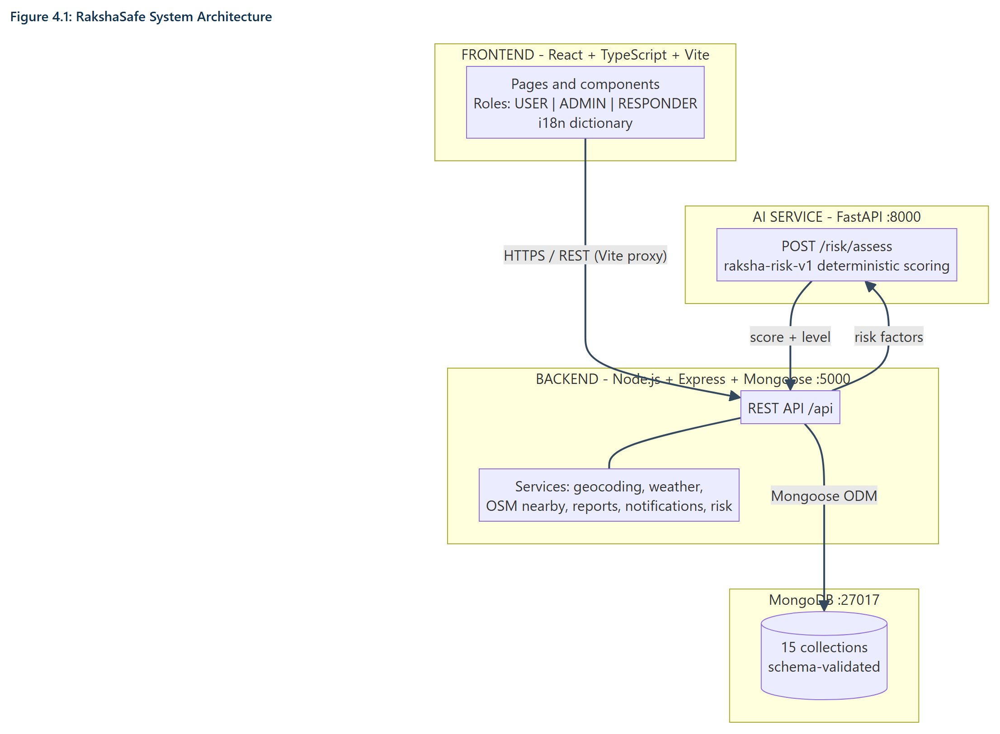 Figure 4.1: RakshaSafe System Architecture
FRONTEND - React + TypeScript + Vite
Pages and components
Roles: USER | ADMIN | RESPONDER
i18n dictionary
AI SERVICE - FastAPI :8000
POST /risk/assess
raksha-risk-v1 deterministic scoring
HTTPS / REST (Vite proxy)
score + level
risk factors
BACKEND - Node.js + Express + Mongoose :5000
REST API /api
Services: geocoding, weather,
OSM nearby, reports, notifications, risk
Mongoose ODM
MongoDB :27017
15 collections
schema-validated